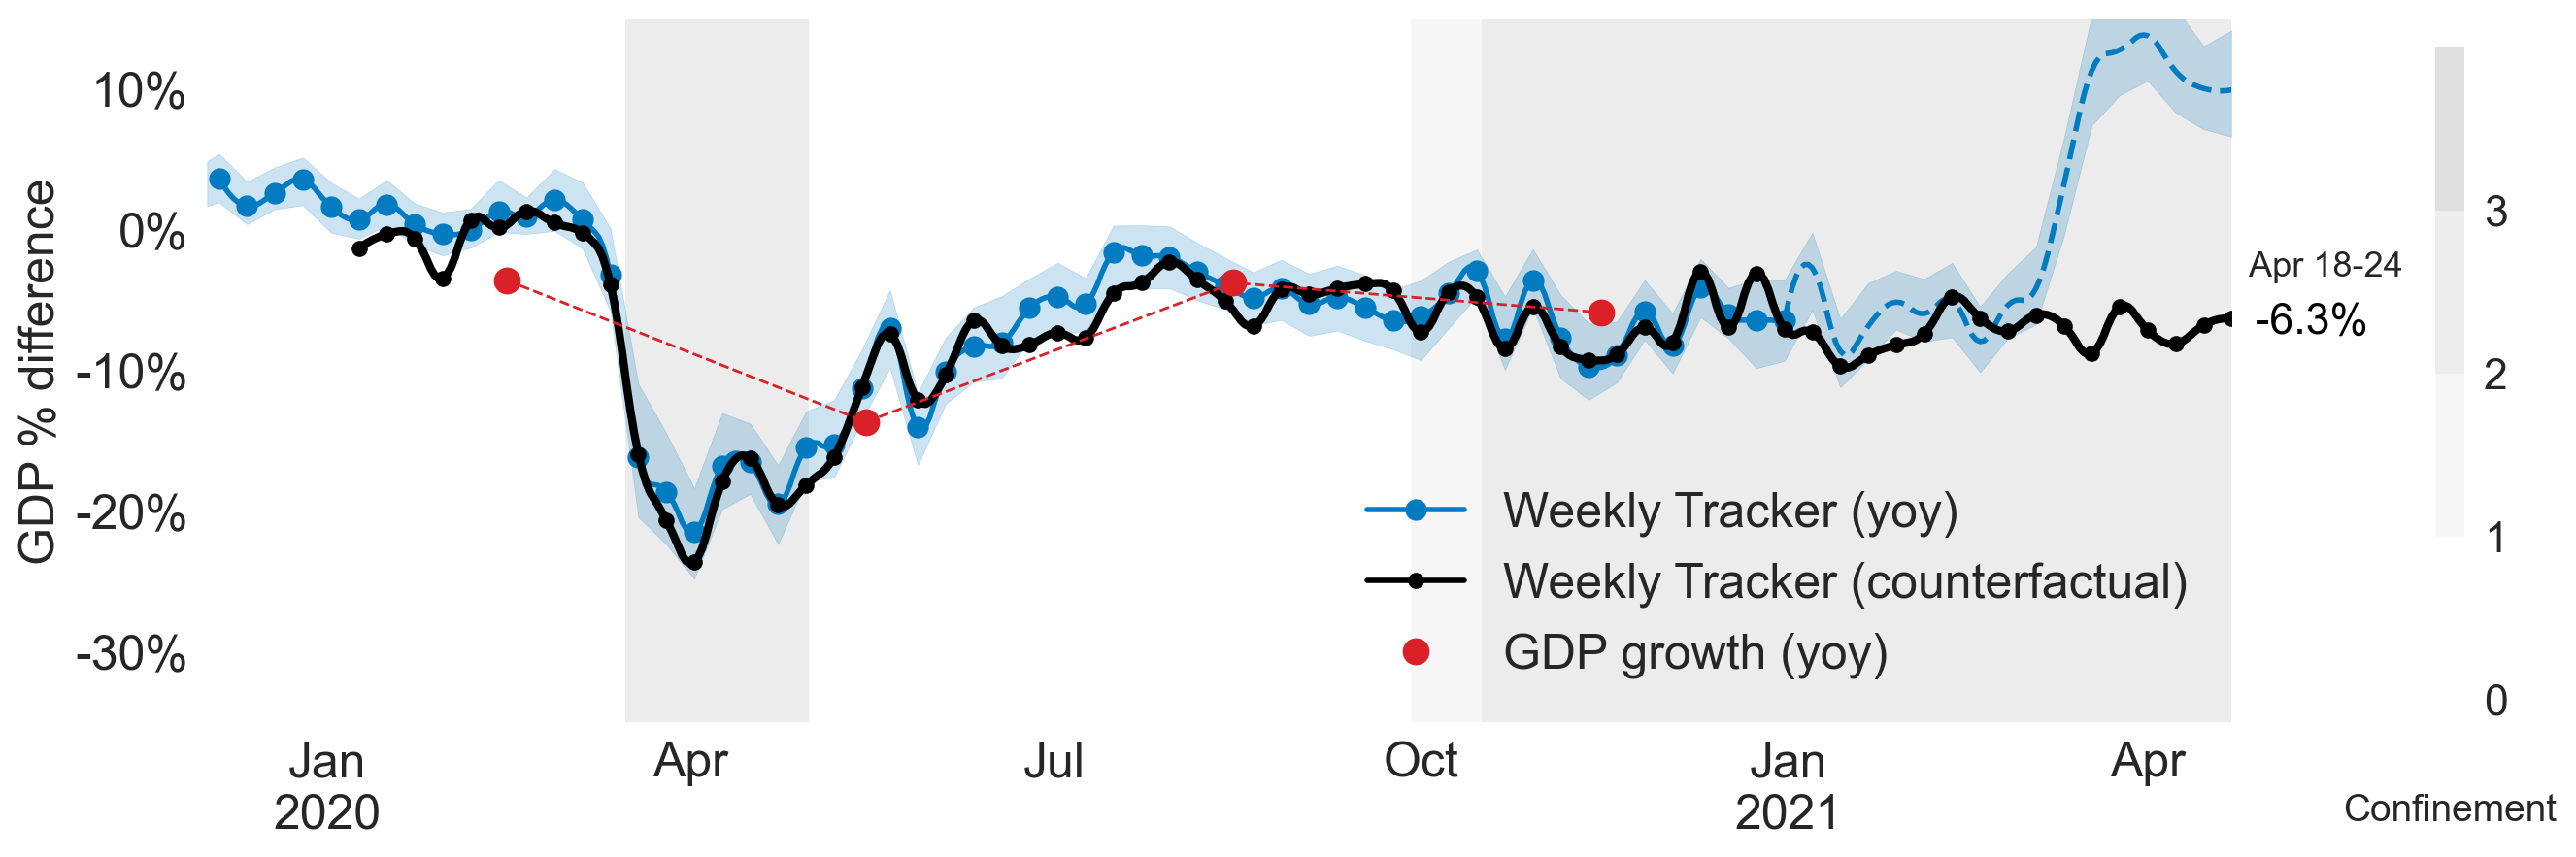 GDP % difference
10%
0%
-10%
-20%
-30%
Jan
2020
Apr
Jul
Oct
Jan
2021
Apr
Weekly Tracker (yoy)
Weekly Tracker (counterfactual)
GDP growth (yoy)
Apr 18-24
-6.3%
3
2
1
0
Confinement